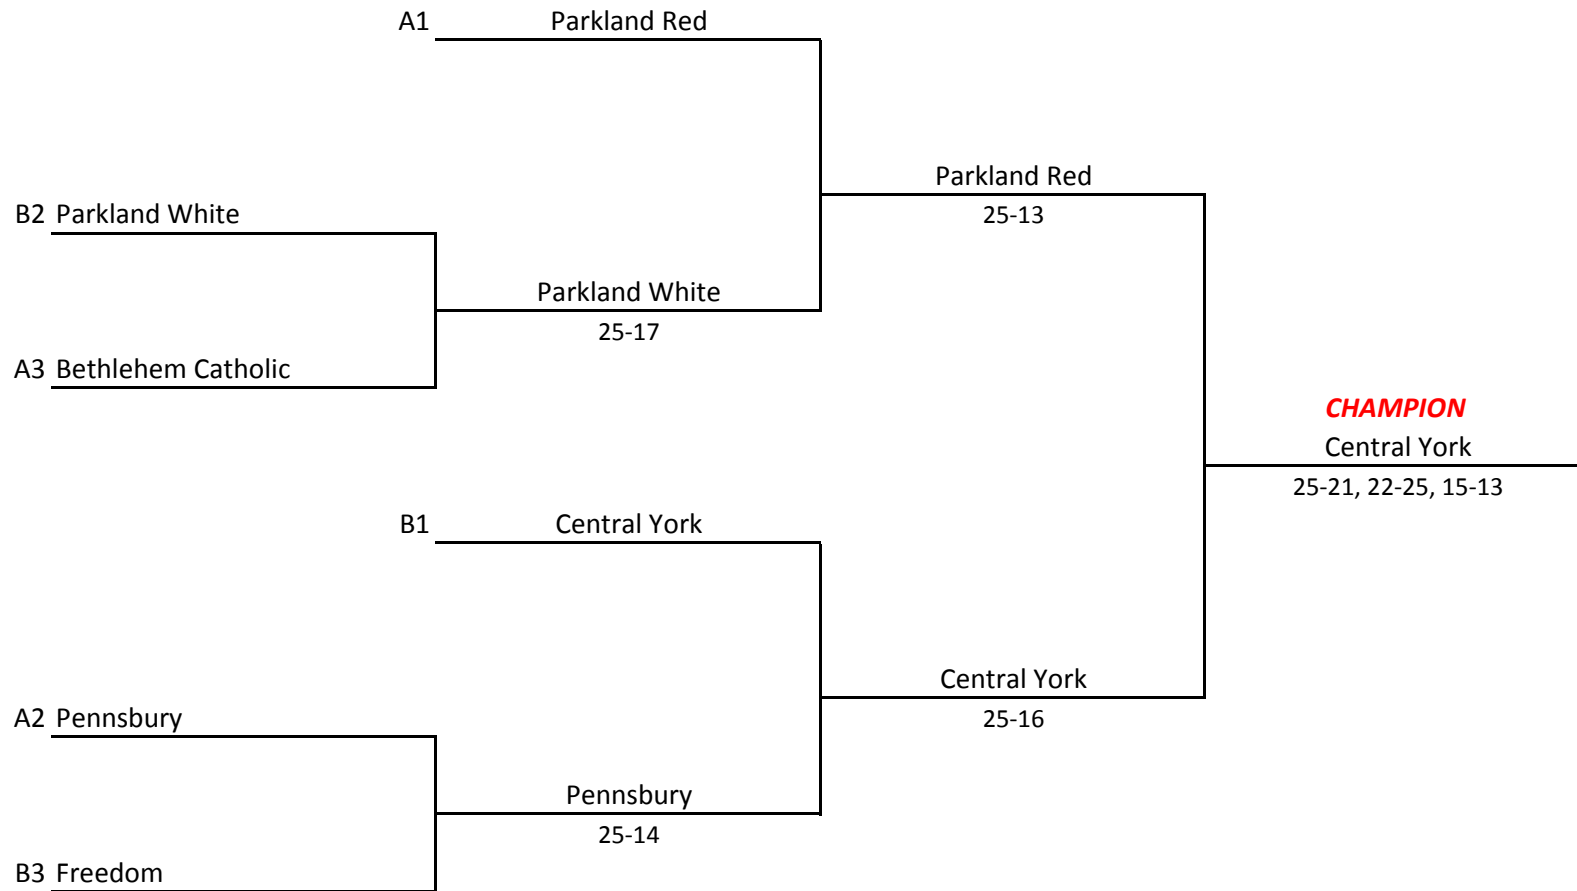 A1 Parkland Red
Parkland Red
B2 Parkland White
25-13
Parkland White
25-17
A3 Bethlehem Catholic
CHAMPION
Central York
25-21, 22-25, 15-13
B1 Central York
Central York
A2 Pennsbury
25-16
Pennsbury
25-14
B3 Freedom